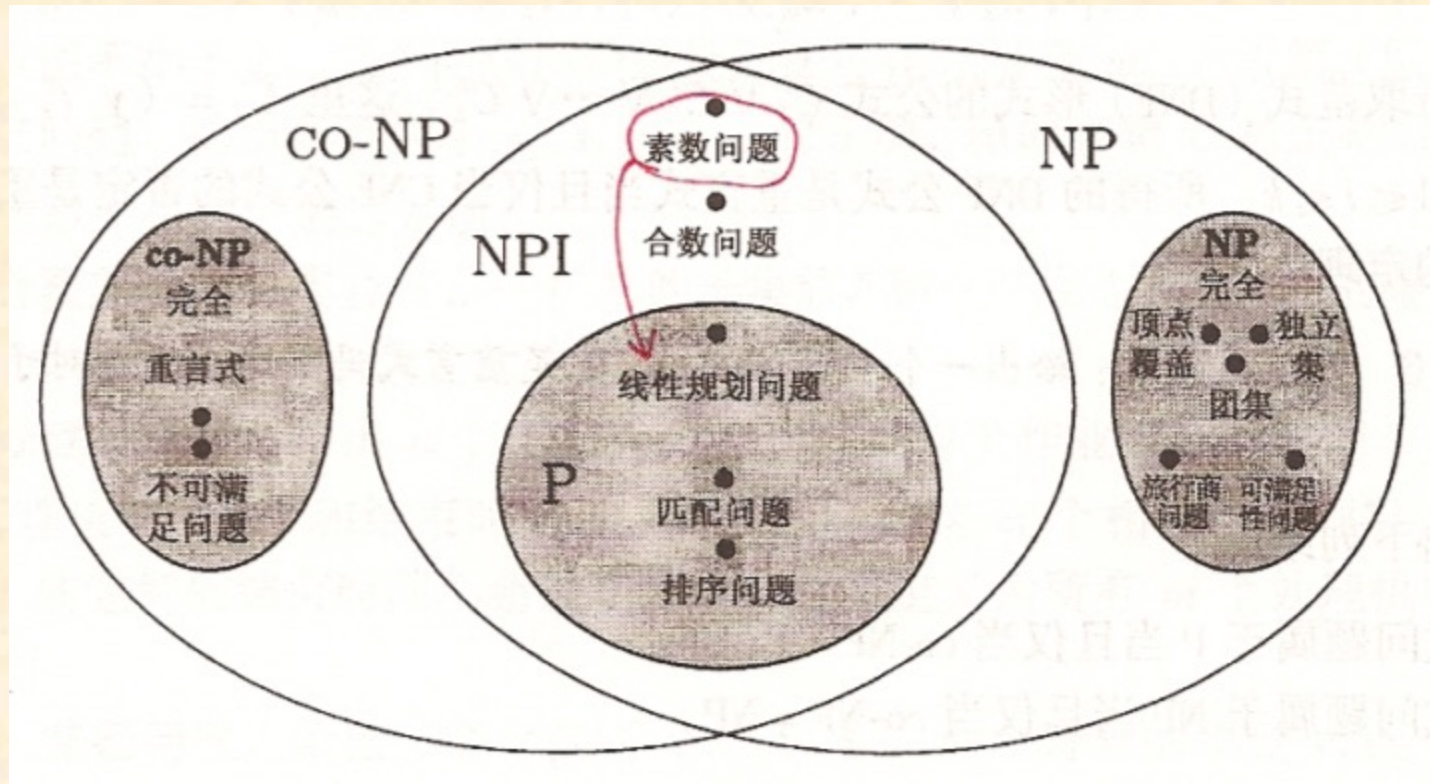 co-NP
NP
素数问题
合数问题
NPI
co-NP
完全
重言式
不可满
足问题
NP
完全
顶点
覆盖
独立
集
团集
旅行商
问题
可满足
性问题
线性规划问题
P
匹配问题
排序问题